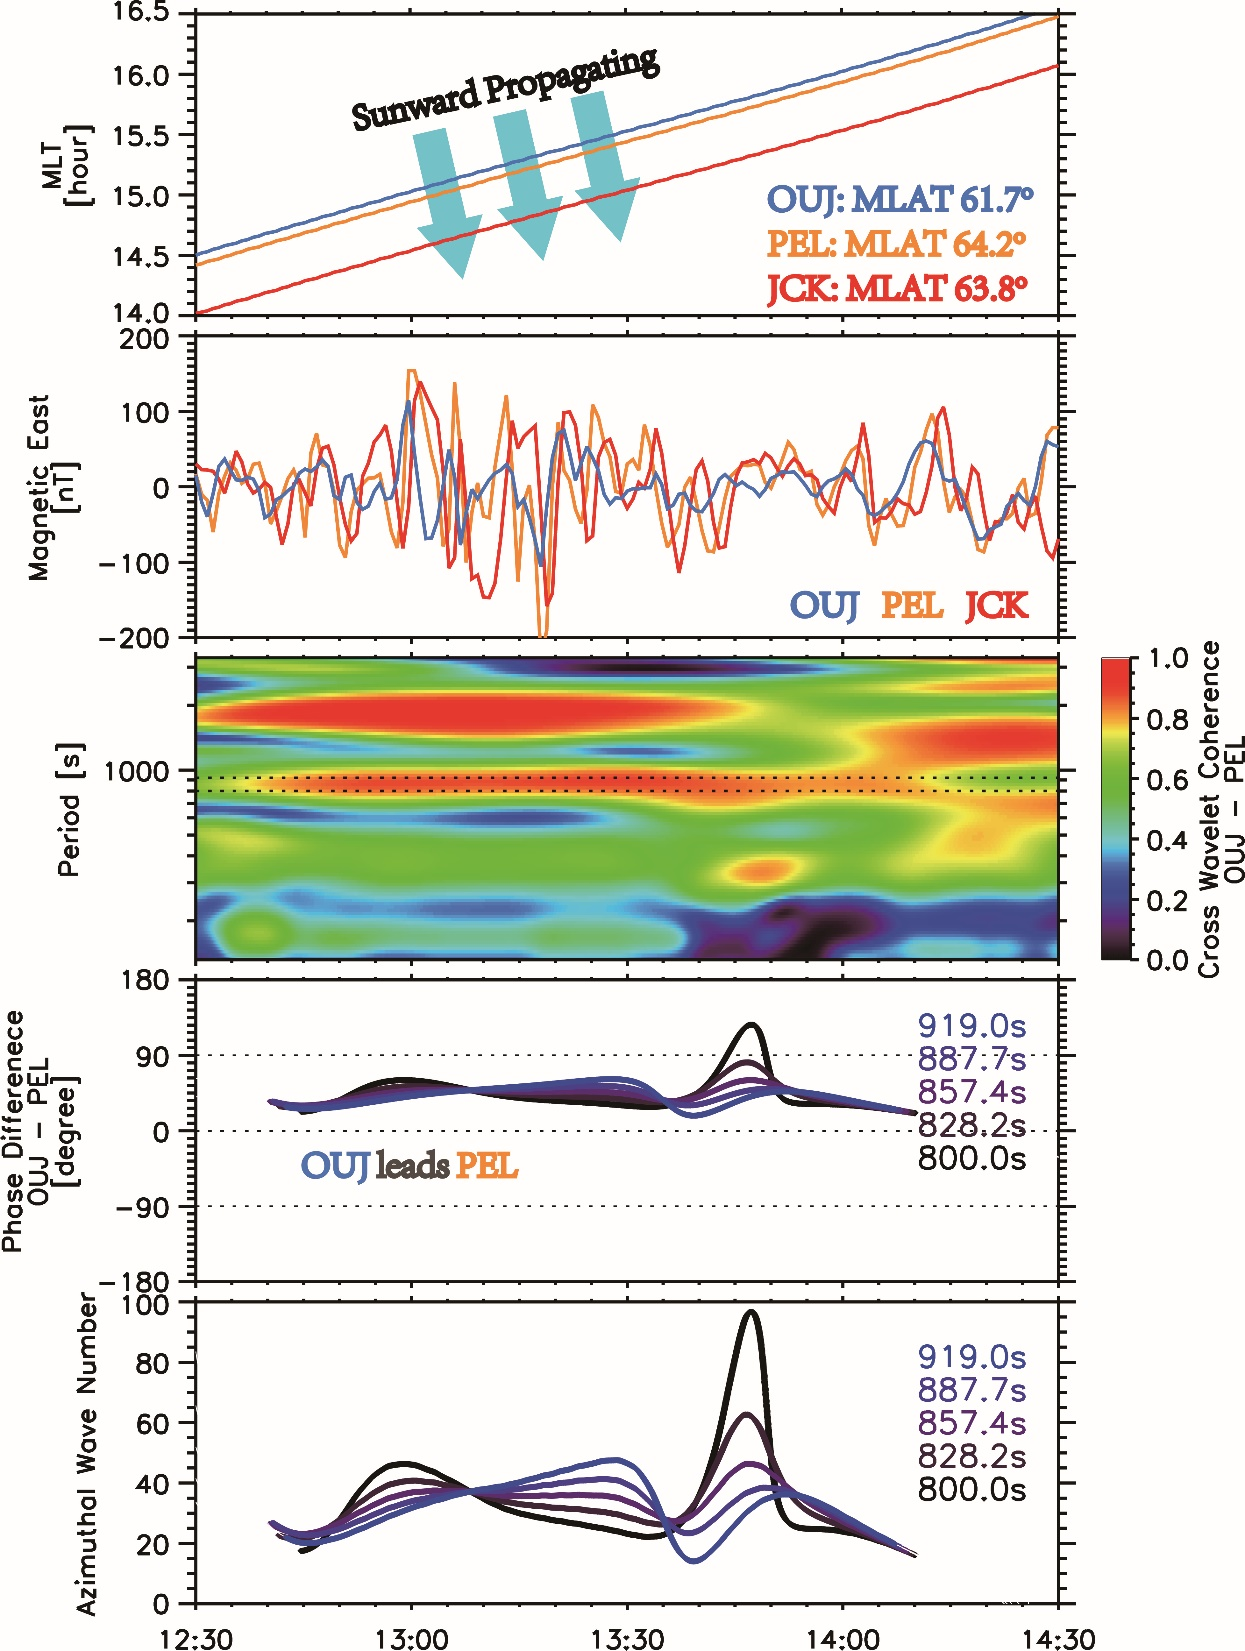 16.5
16.0
15.5
15.0
14.5
14.0
MLT
[hour]
Sunward Propagating
OUJ: MLAT 61.7°
PEL: MLAT 64.2°
JCK: MLAT 63.8°
200
100
0
−100
−200
Magnetic East
[nT]
OUJ PEL JCK
1000
Period [s]
1.0
0.8
0.6
0.4
0.2
0.0
Cross Wavelet Coherence
OUJ − PEL
180
90
0
−90
−180
Phase Differenece
OUJ − PEL
[degree]
919.0s
887.7s
857.4s
828.2s
800.0s
OUJ leads PEL
100
80
60
40
20
0
Azimuthal Wave Number
919.0s
887.7s
857.4s
828.2s
800.0s
12:30 13:00 13:30 14:00 14:30